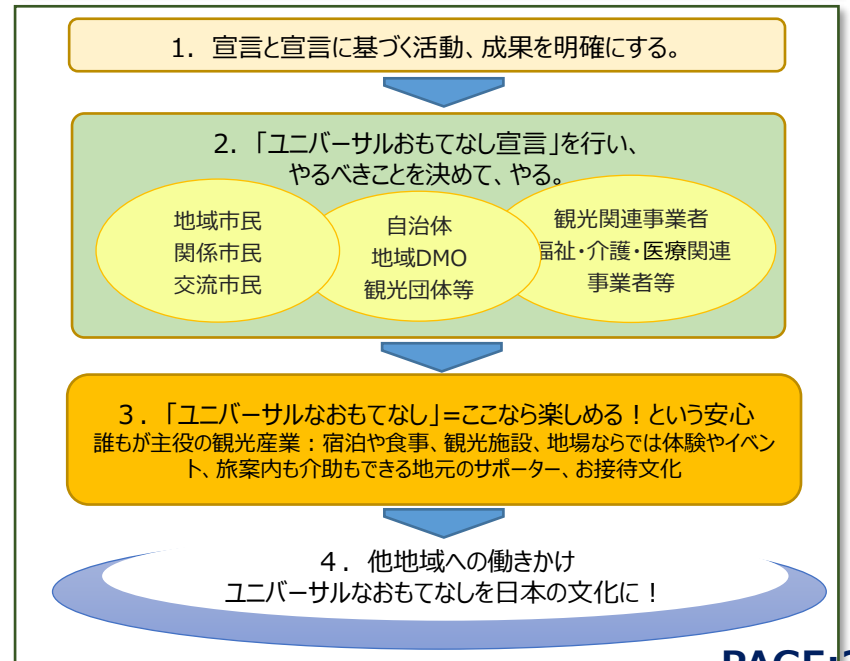 1. 宣言と宣言に基づく活動、成果を明確にする。
2. 「ユニバーサルおもてなし宣言」を行い、
やるべきことを決めて、やる。
地域市民
関係市民
交流市民
自治体
地域DMO
観光団体等
観光関連事業者
福祉・介護・医療関連
事業者等
3. 「ユニバーサルなおもてなし」=ここなら楽しめる！という安心
誰もが主役の観光産業：宿泊や食事、観光施設、地場ならでは体験やイベン
ト、旅案内も介助もできる地元のサポーター、お接待文化
4. 他地域への働きかけ
ユニバーサルなおもてなしを日本の文化に！
PAGE: